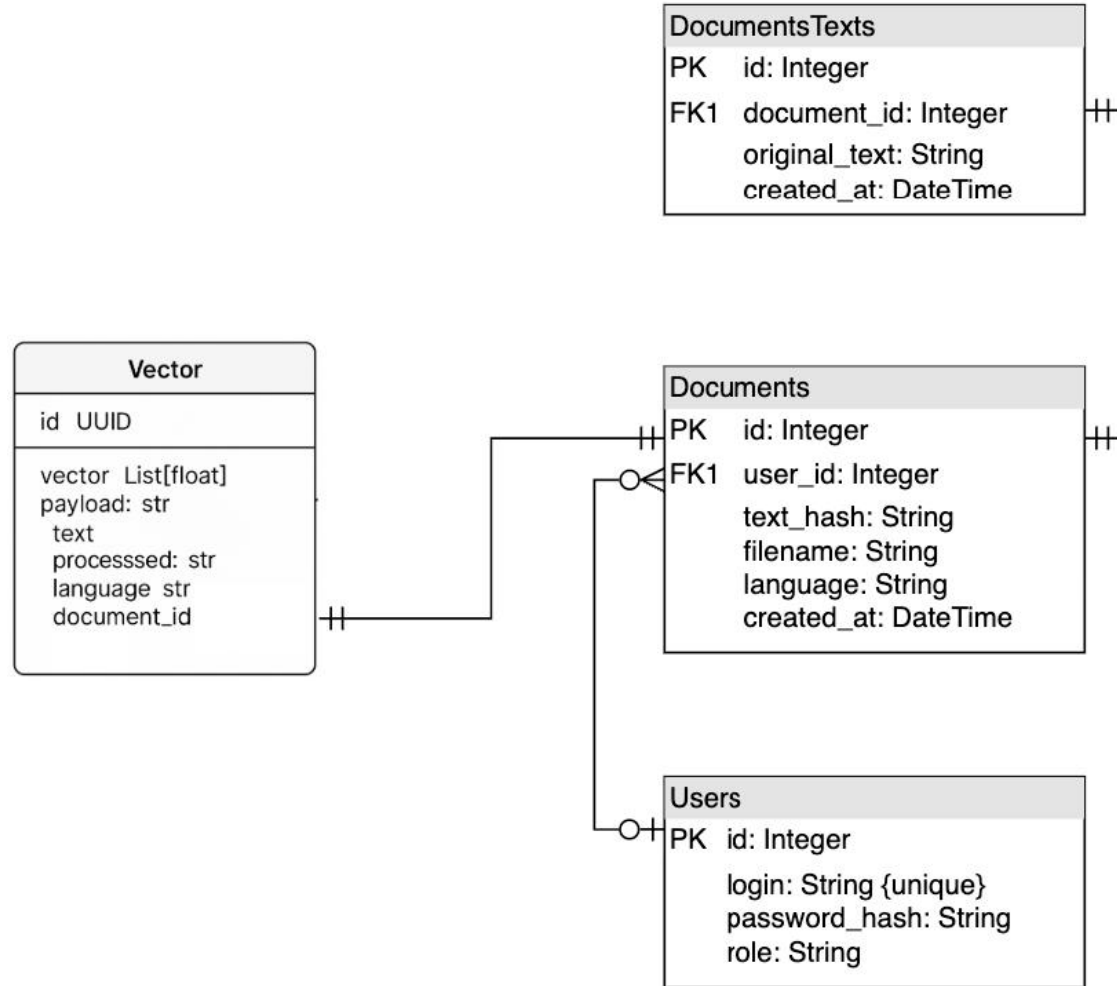 DocumentsTexts
PK id: Integer
FK1 document_id: Integer
original_text: String
created_at: DateTime
Vector
id UUID
vector List[float]
payload: str
text
processsed: str
language str
document_id
Documents
PK id: Integer
FK1 user_id: Integer
text_hash: String
filename: String
language: String
created_at: DateTime
Users
PK id: Integer
login: String {unique}
password_hash: String
role: String